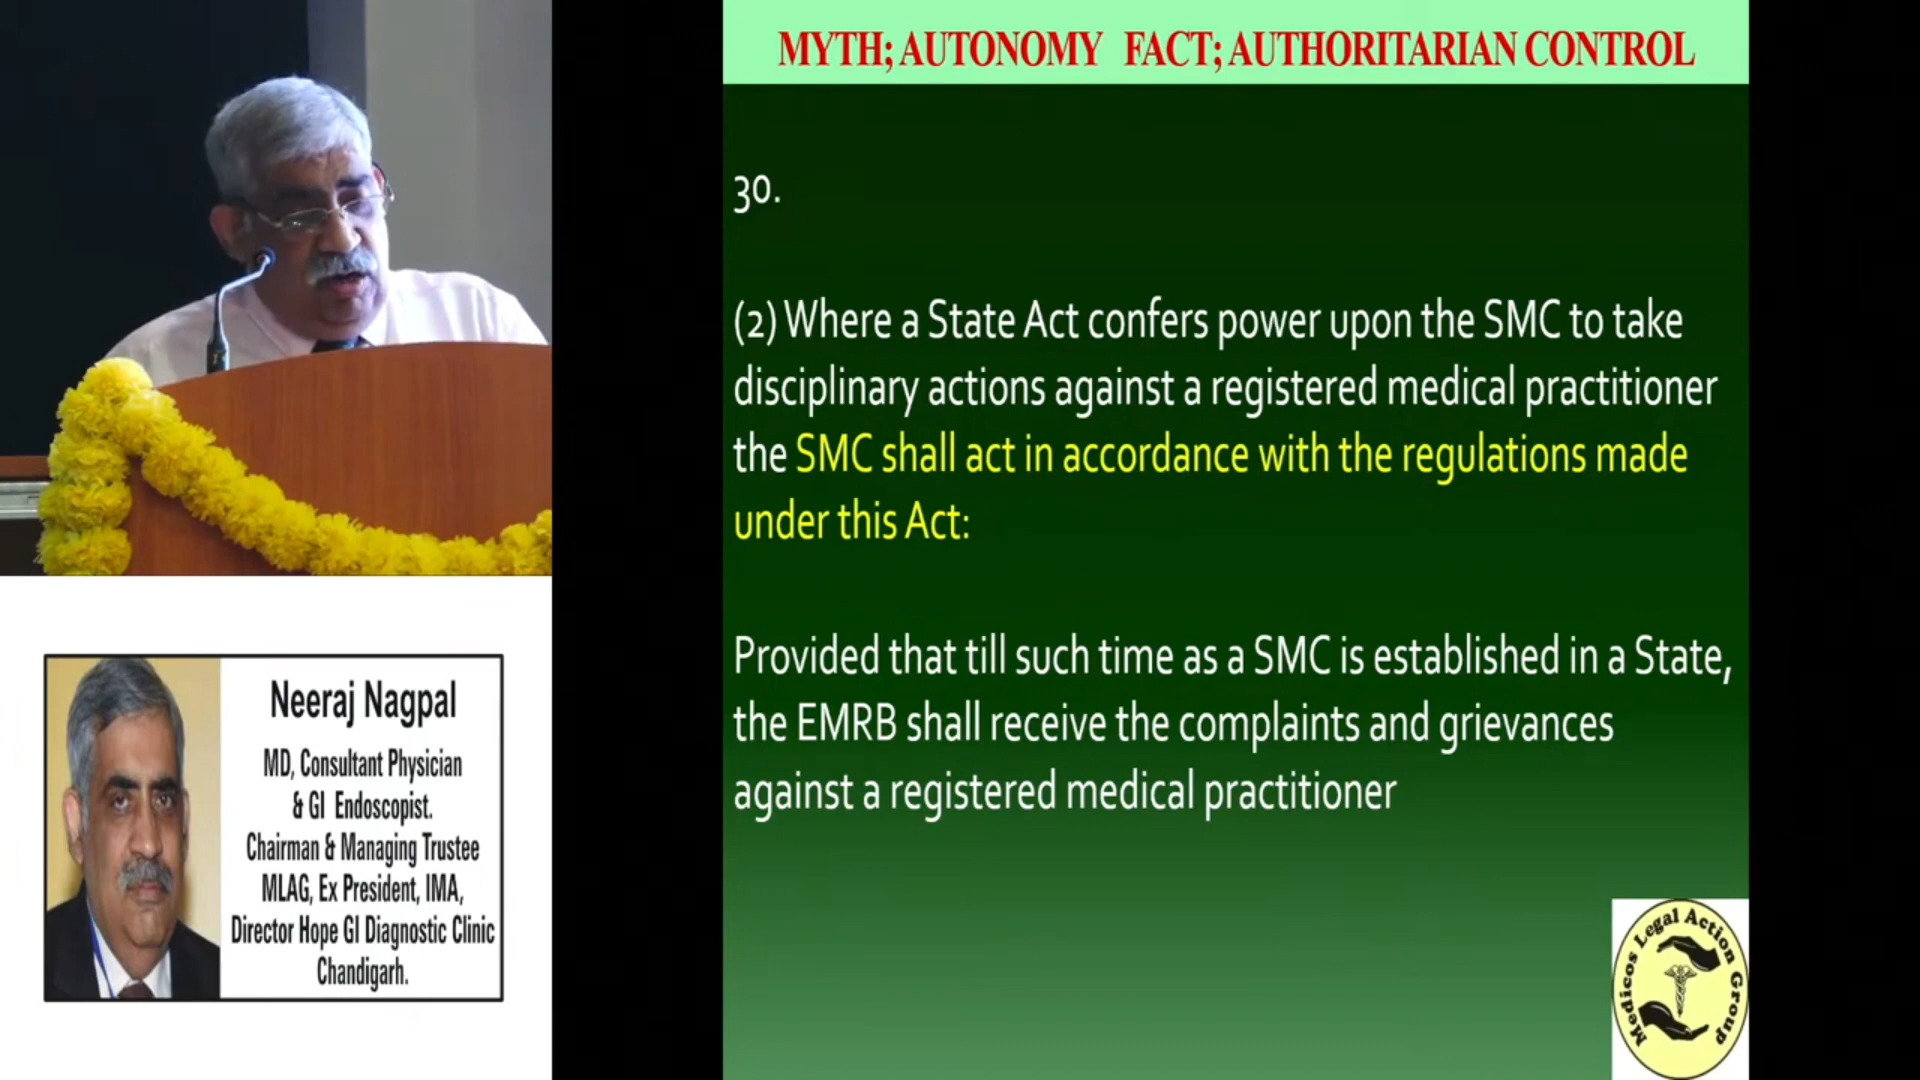 MYTH; AUTONOMY FACT; AUTHORITARIAN CONTROL
30.
(2) Where a State Act confers power upon the SMC to take
disciplinary actions against a registered medical practitioner
the SMC shall act in accordance with the regulations made
under this Act:
Provided that till such time as a SMC is established in a State,
the EMRB shall receive the complaints and grievances
against a registered medical practitioner
Neeraj Nagpal
MD, Consultant Physician
& GI Endoscopist.
Chairman & Managing Trustee
MLAG, Ex President, IMA,
Director Hope GI Diagnostic Clinic
Chandigarh.
Medicos Legal Action Group